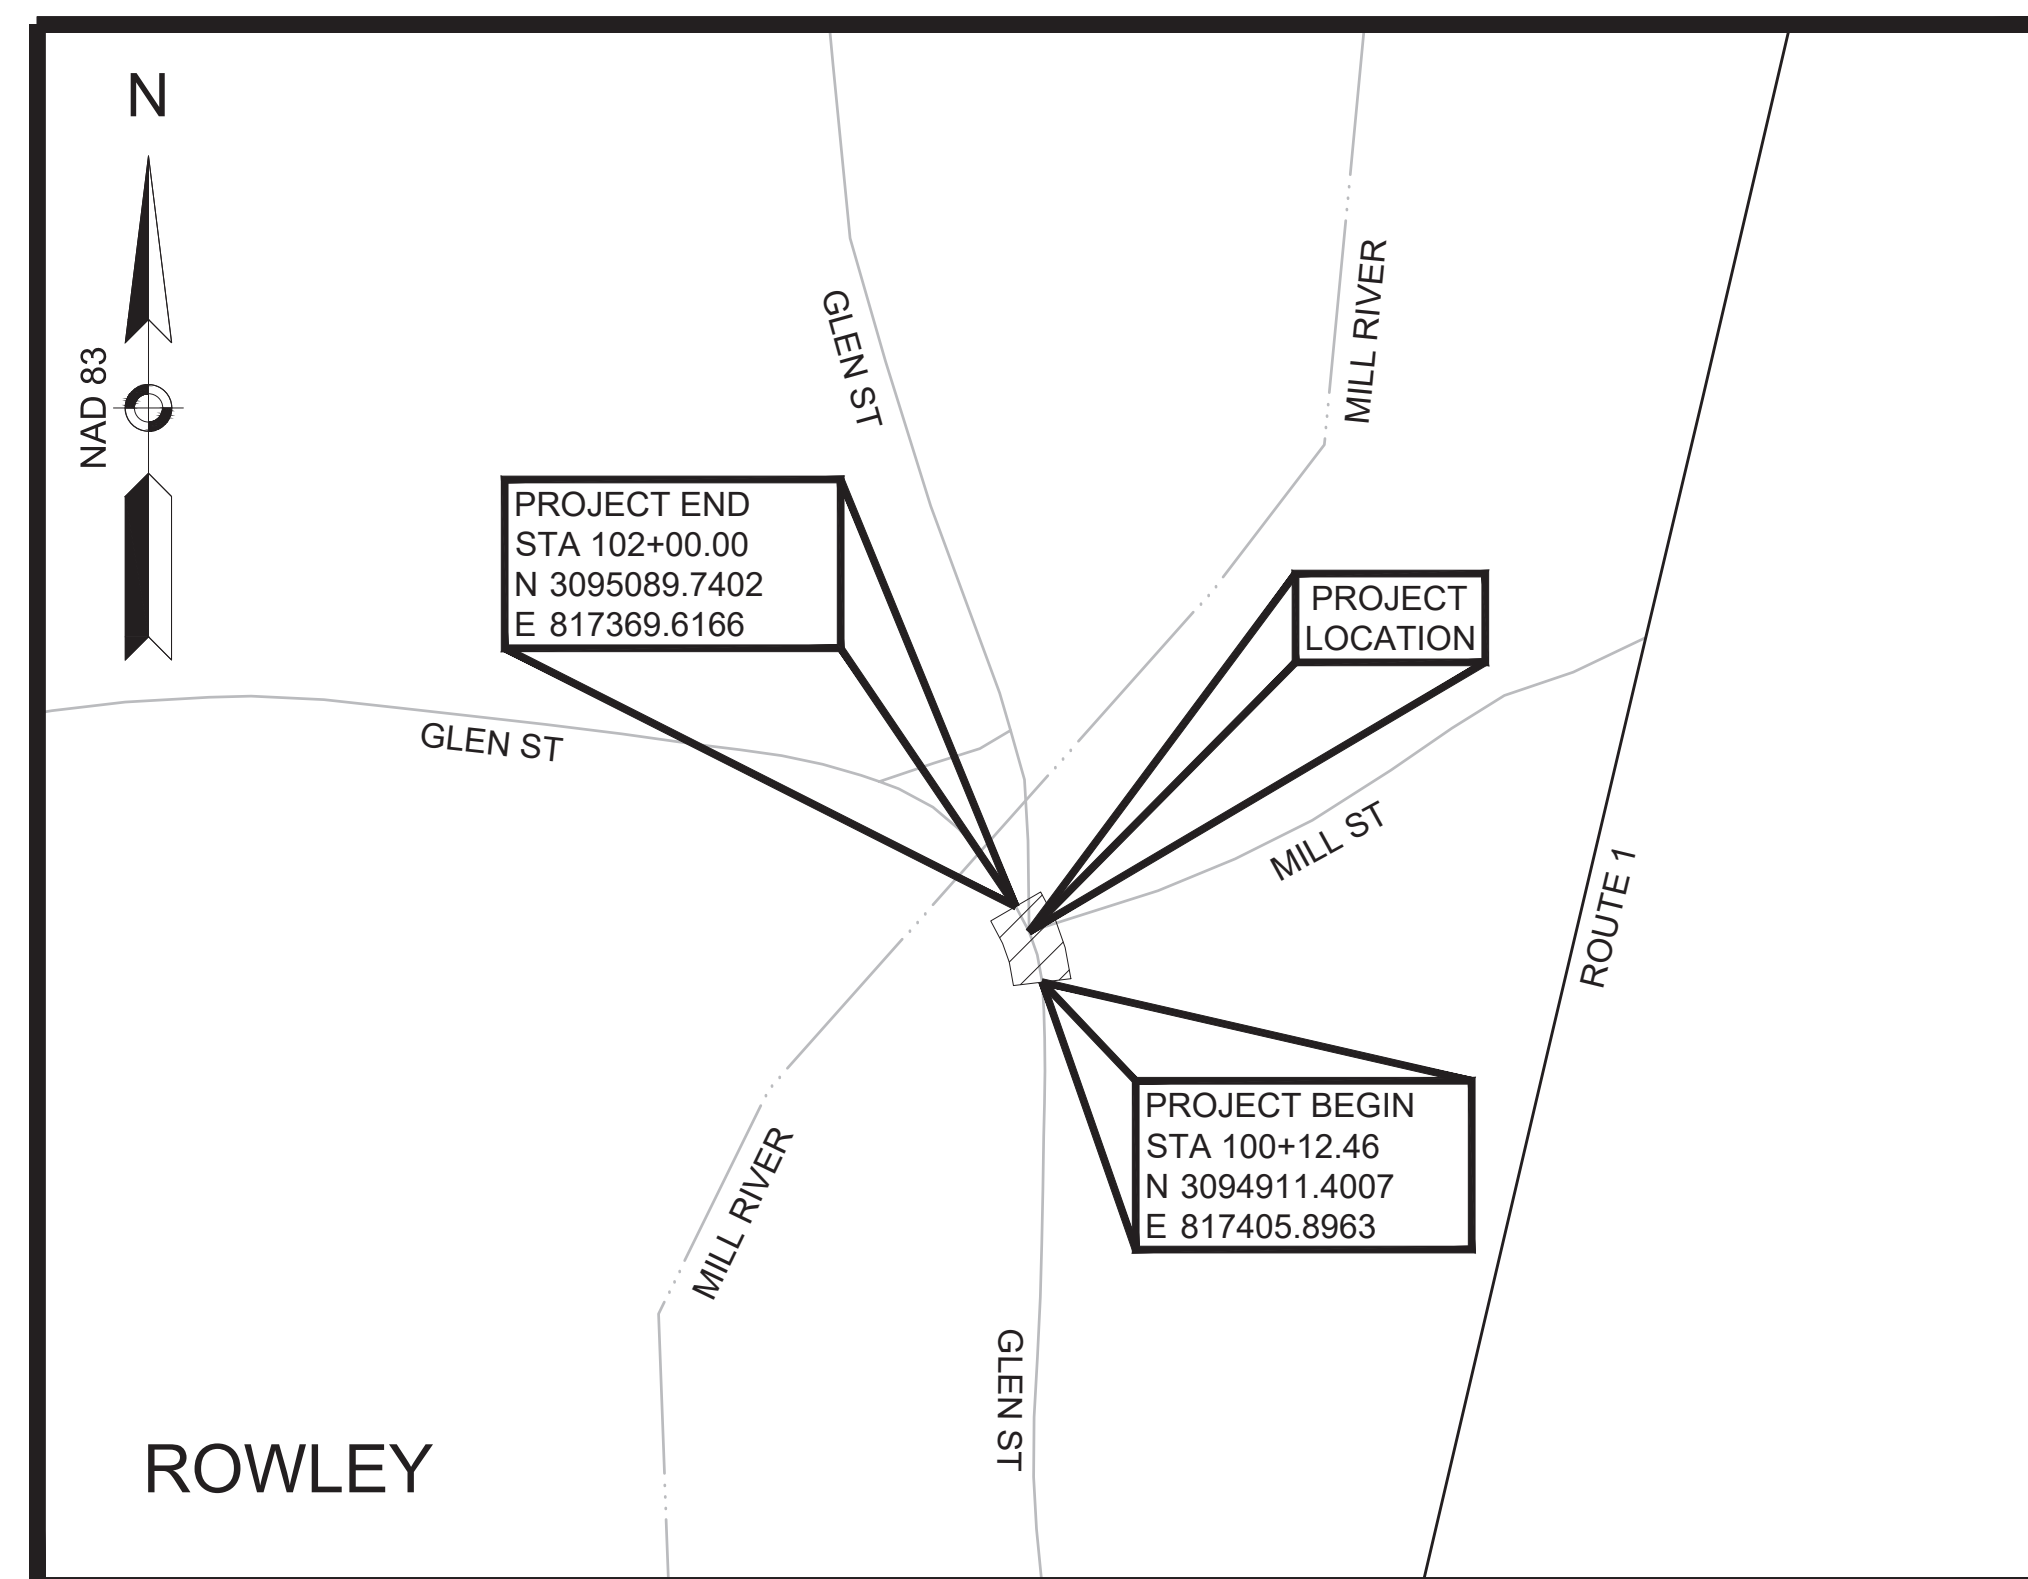 N
NAD 83
GLEN ST
MILL RIVER
PROJECT END
STA 102+00.00
N 3095089.7402
E 817369.6166
PROJECT
LOCATION
GLEN ST
MILL ST
ROUTE 1
PROJECT BEGIN
STA 100+12.46
N 3094911.4007
E 817405.8963
MILL RIVER
GLEN ST
ROWLEY